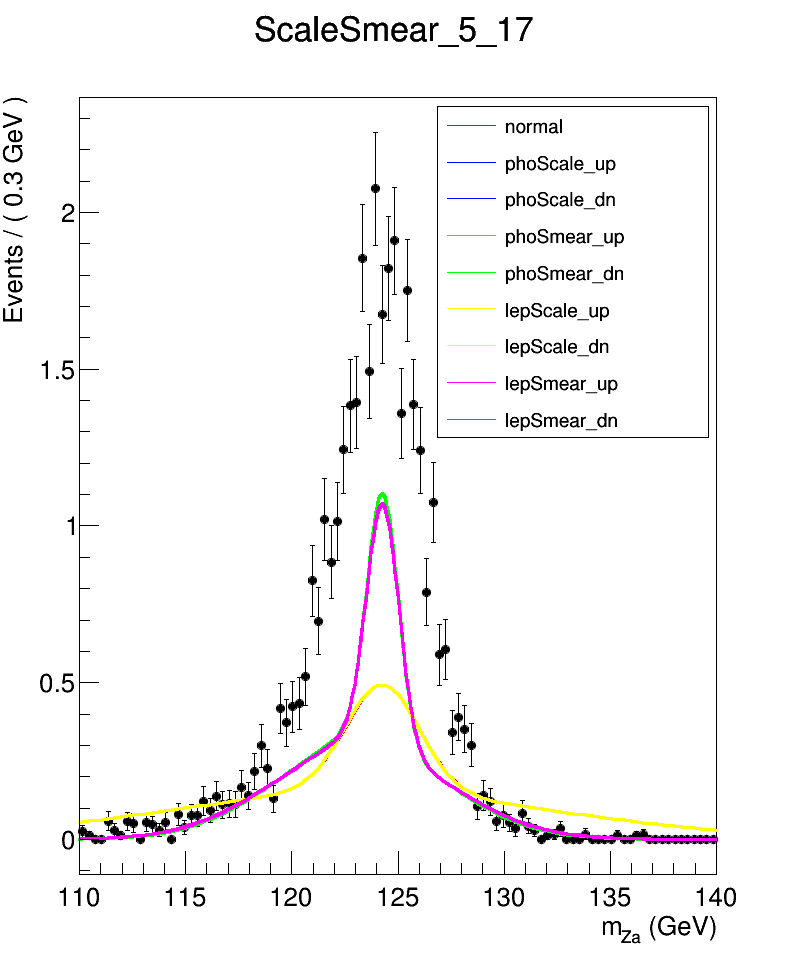 ScaleSmear_5_17
Events / ( 0.3 GeV )
normal
phoScale_up
phoScale_dn
phoSmear_up
phoSmear_dn
lepScale_up
lepScale_dn
lepSmear_up
lepSmear_dn
2
1.5
1
0.5
0
110 115 120 125 130 135 140
m_Za (GeV)